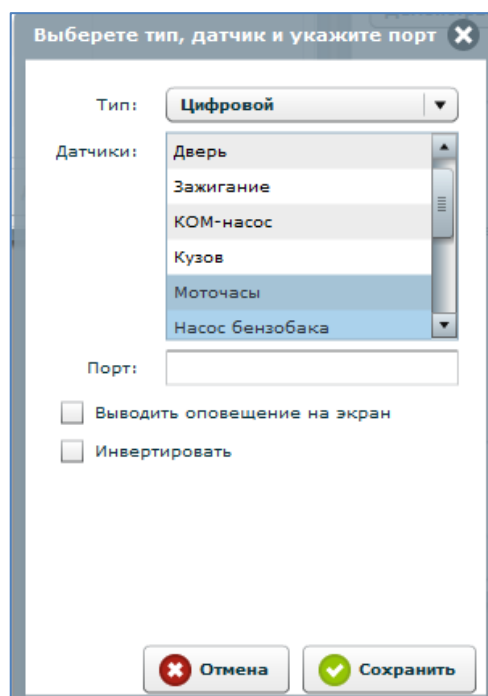 Выберете тип, датчик и укажите порт
Тип: Цифровой
Датчики: Дверь
Зажигание
КОМ-насос
Кузов
Моточасы
Насос бензобака
Порт:
Выводить оповещение на экран
Инвертировать
Отмена Сохранить